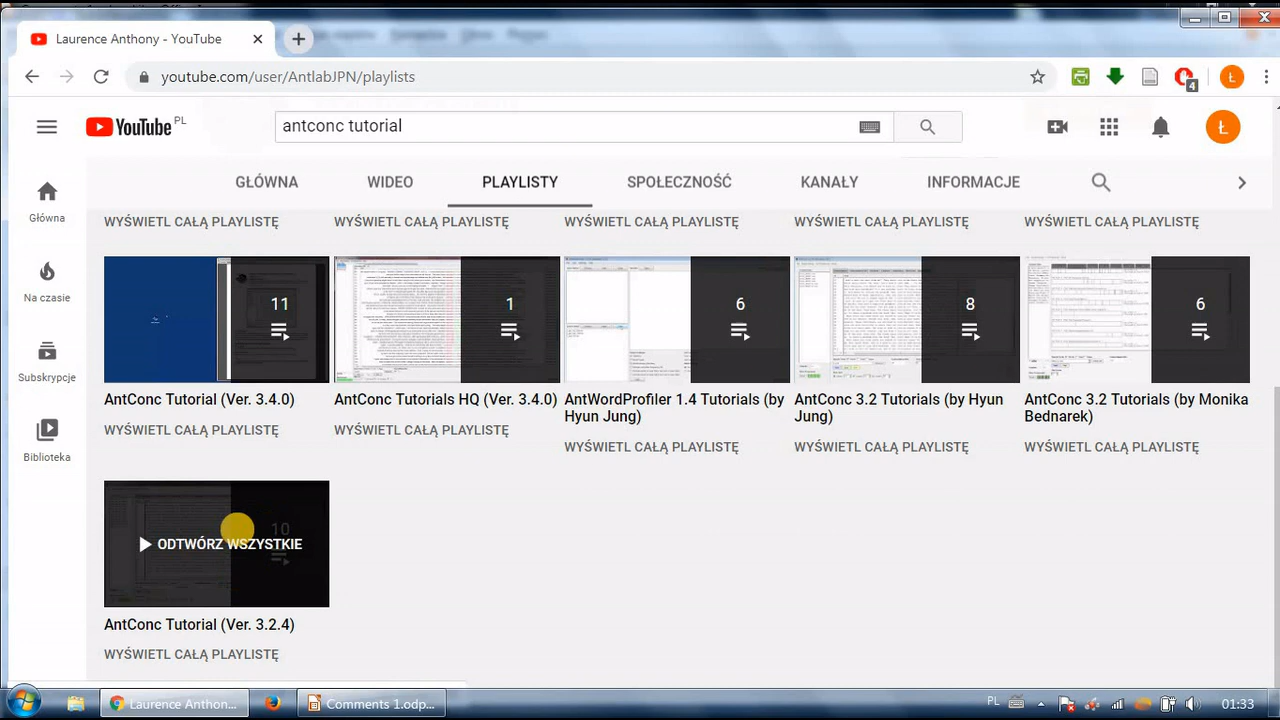 Laurence Anthony - YouTube
youtube.com/user/AntlabJPN/playlists
4
Ł
YouTube PL
antconc tutorial
Ł
GŁÓWNA WIDEO PLAYLISTY SPOŁECZNOŚĆ KANAŁY INFORMACJE
Główna
Na czasie
Subskrypcje
Biblioteka
WYŚWIETL CAŁĄ PLAYLISTĘ WYŚWIETL CAŁĄ PLAYLISTĘ WYŚWIETL CAŁĄ PLAYLISTĘ WYŚWIETL CAŁĄ PLAYLISTĘ WYŚWIETL CAŁĄ PLAYLISTĘ
11
AntConc Tutorial (Ver. 3.4.0)
WYŚWIETL CAŁĄ PLAYLISTĘ
1
AntConc Tutorials HQ (Ver. 3.4.0)
WYŚWIETL CAŁĄ PLAYLISTĘ
6
AntWordProfiler 1.4 Tutorials (by
Hyun Jung)
WYŚWIETL CAŁĄ PLAYLISTĘ
8
AntConc 3.2 Tutorials (by Hyun
Jung)
WYŚWIETL CAŁĄ PLAYLISTĘ
6
AntConc 3.2 Tutorials (by Monika
Bednarek)
WYŚWIETL CAŁĄ PLAYLISTĘ
10
ODTWÓRZ WSZYSTKIE
AntConc Tutorial (Ver. 3.2.4)
WYŚWIETL CAŁĄ PLAYLISTĘ
Laurence Anthon...
Comments 1.odp...
PL
01:33